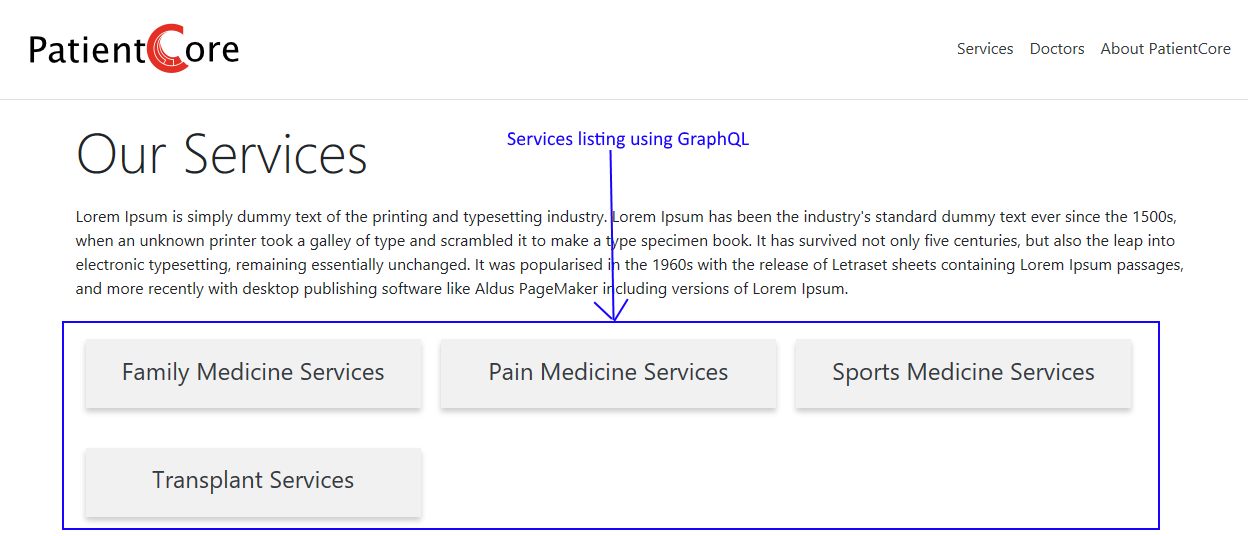 PatientCore
Services Doctors About PatientCore
Our Services
Services listing using GraphQL
Lorem Ipsum is simply dummy text of the printing and typesetting industry. Lorem Ipsum has been the industry's standard dummy text ever since the 1500s,
when an unknown printer took a galley of type and scrambled it to make a type specimen book. It has survived not only five centuries, but also the leap into
electronic typesetting, remaining essentially unchanged. It was popularised in the 1960s with the release of Letraset sheets containing Lorem Ipsum passages,
and more recently with desktop publishing software like Aldus PageMaker including versions of Lorem Ipsum.
Family Medicine Services
Pain Medicine Services
Sports Medicine Services
Transplant Services